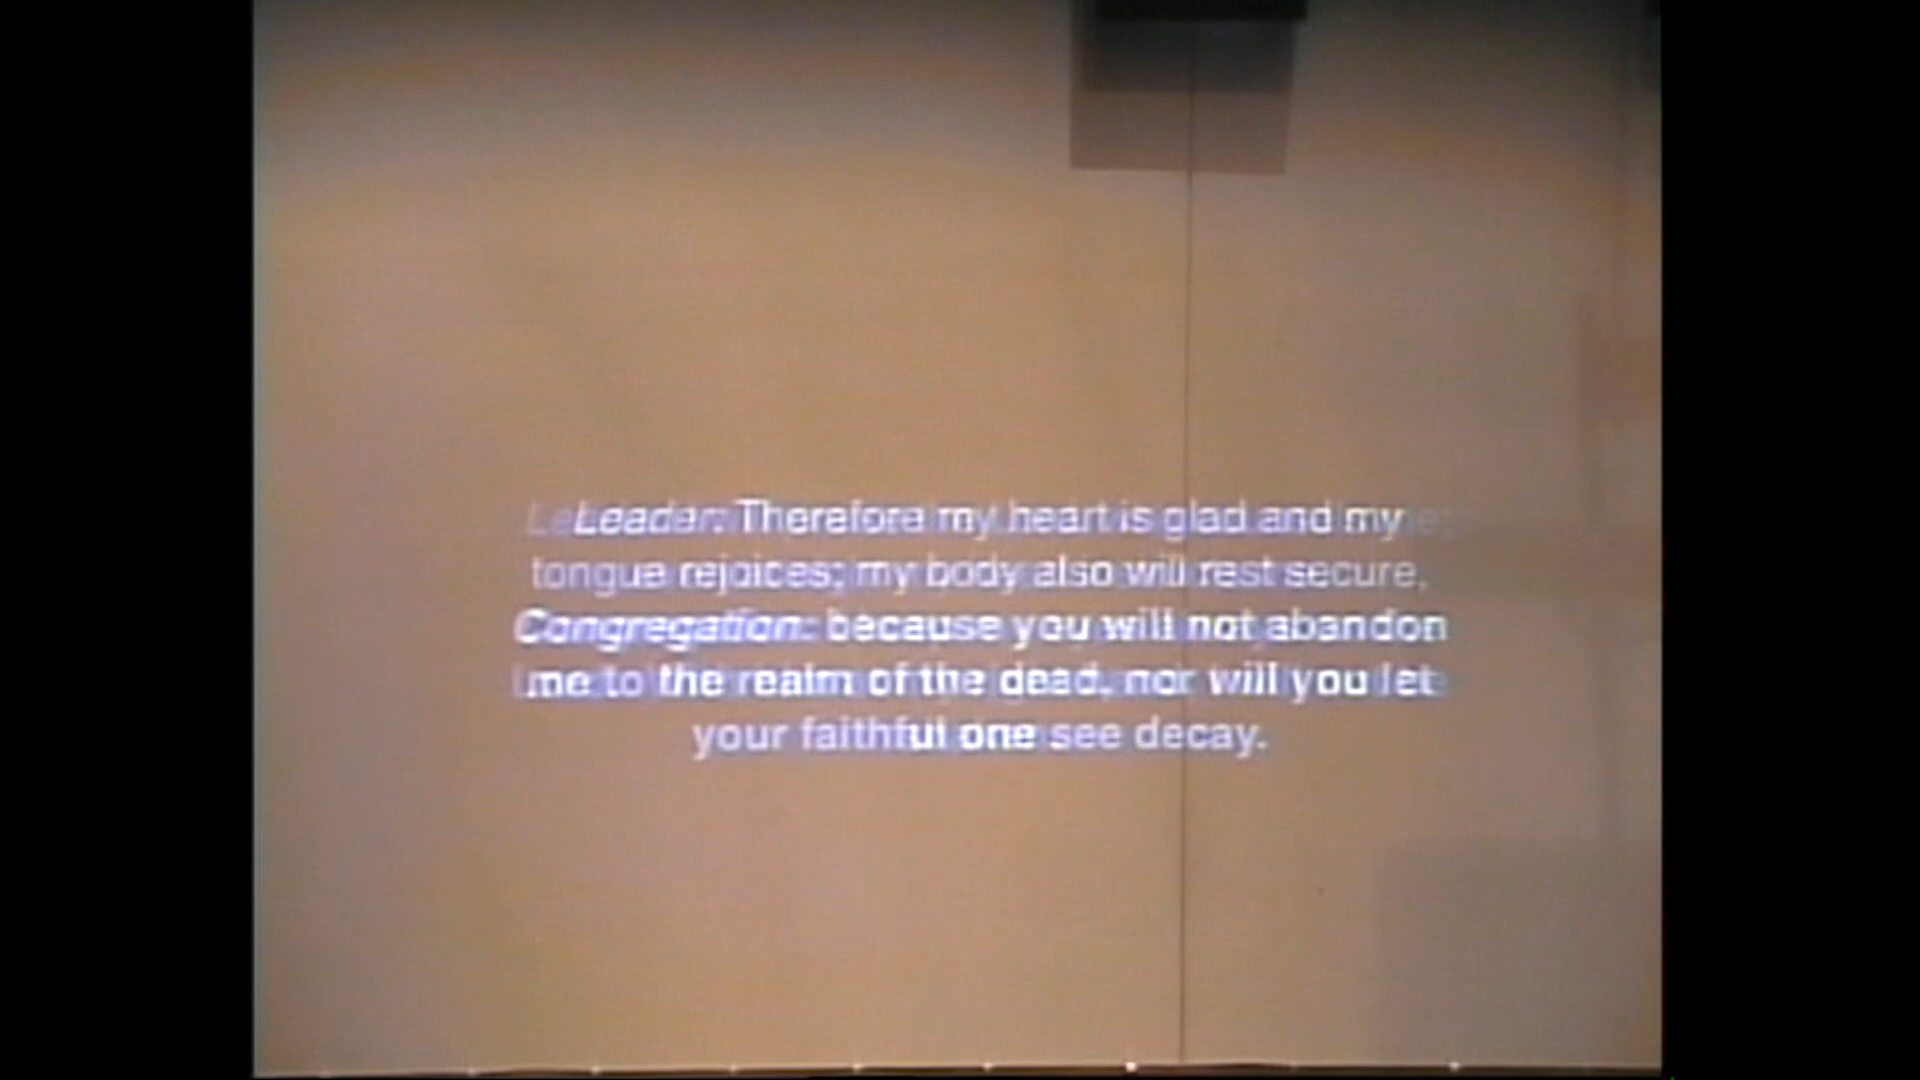 Leader: Therefore my heart is glad and my
tongue rejoices; my body also will rest secure,
Congregation: because you will not abandon
me to the realm of the dead, nor will you let
your faithful one see decay.